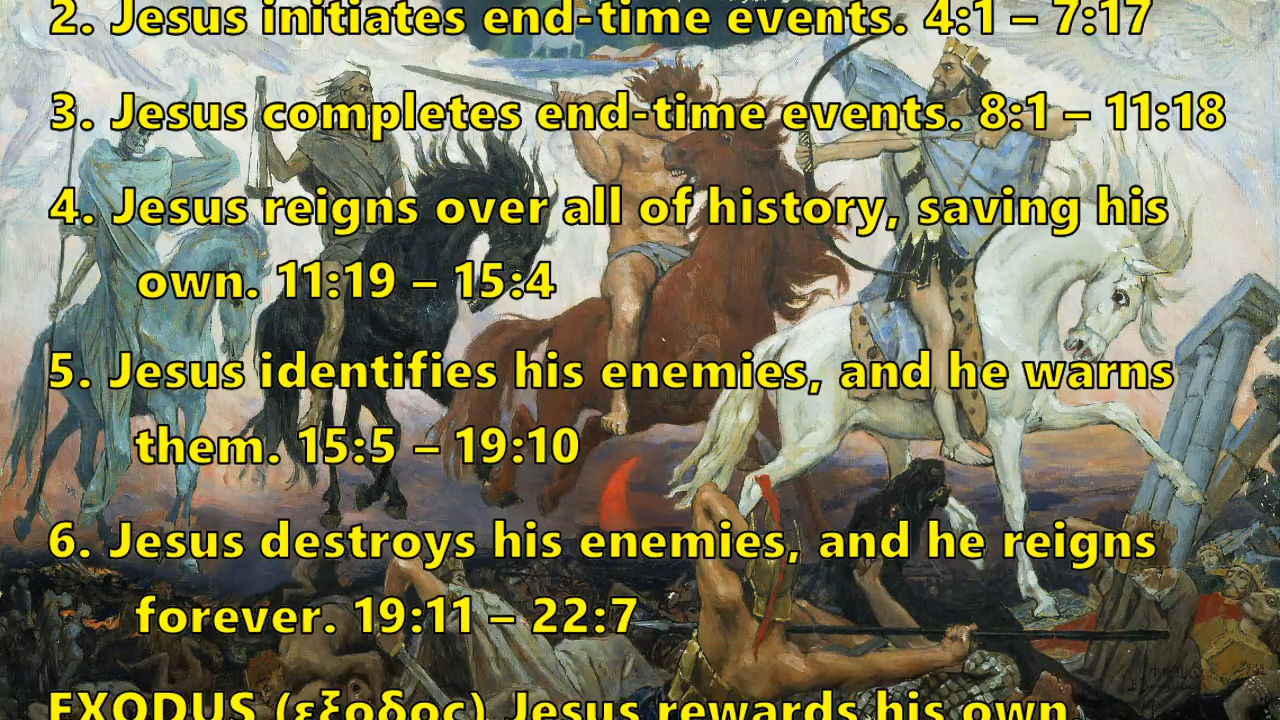 2. Jesus initiates end-time events. 4:1 – 7:17
3. Jesus completes end-time events. 8:1 – 11:18
4. Jesus reigns over all of history, saving his
own. 11:19 – 15:4
5. Jesus identifies his enemies, and he warns
them. 15:5 – 19:10
6. Jesus destroys his enemies, and he reigns
forever. 19:11 – 22:7
EXODUS (εξοδος) Jesus rewards his own.